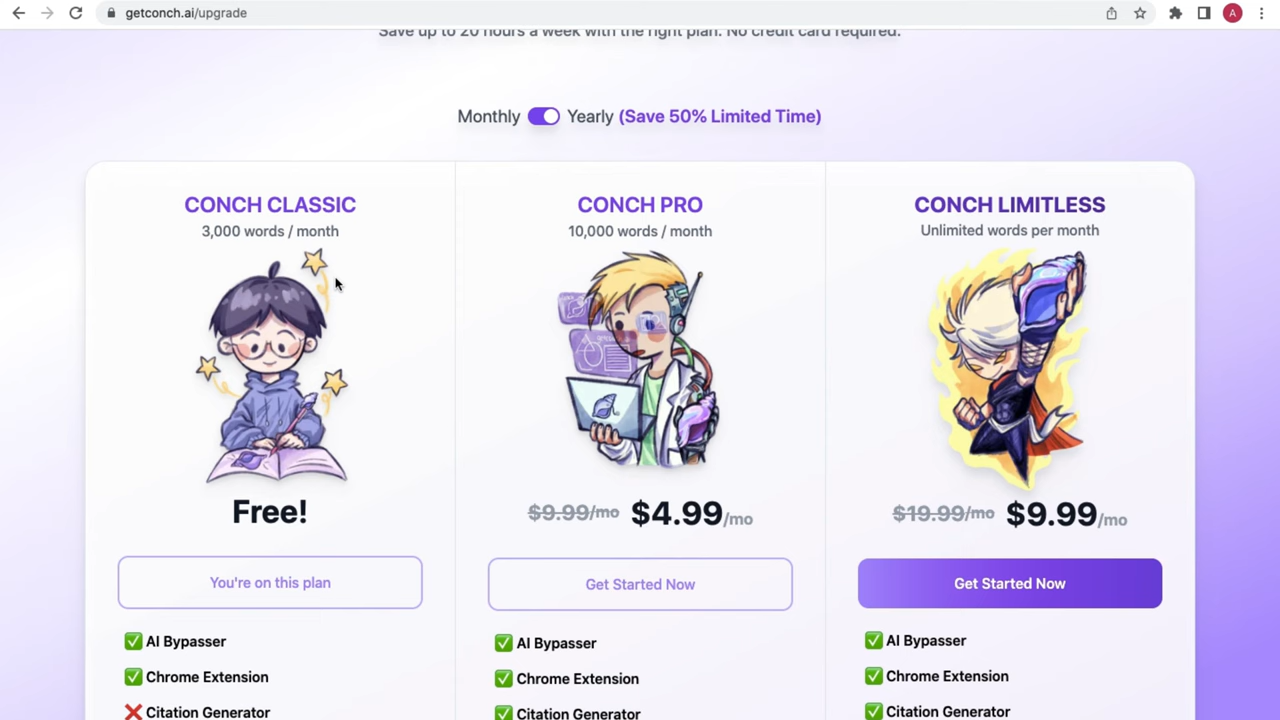 getconch.ai/upgrade
A
Save up to 20 hours a week with the right plan. No credit card required.
Monthly Yearly (Save 50% Limited Time)
CONCH CLASSIC
3,000 words / month
Free!
You're on this plan
✅ AI Bypasser
✅ Chrome Extension
❌ Citation Generator
CONCH PRO
10,000 words / month
$9.99/mo $4.99/mo
Get Started Now
✅ AI Bypasser
✅ Chrome Extension
✅ Citation Generator
CONCH LIMITLESS
Unlimited words per month
$19.99/mo $9.99/mo
Get Started Now
✅ AI Bypasser
✅ Chrome Extension
✅ Citation Generator